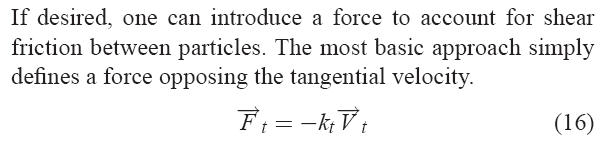 If desired, one can introduce a force to account for shear
friction between particles. The most basic approach simply
defines a force opposing the tangential velocity.
$\overrightarrow{F}_t = -k_t \overrightarrow{V}_t$ (16)